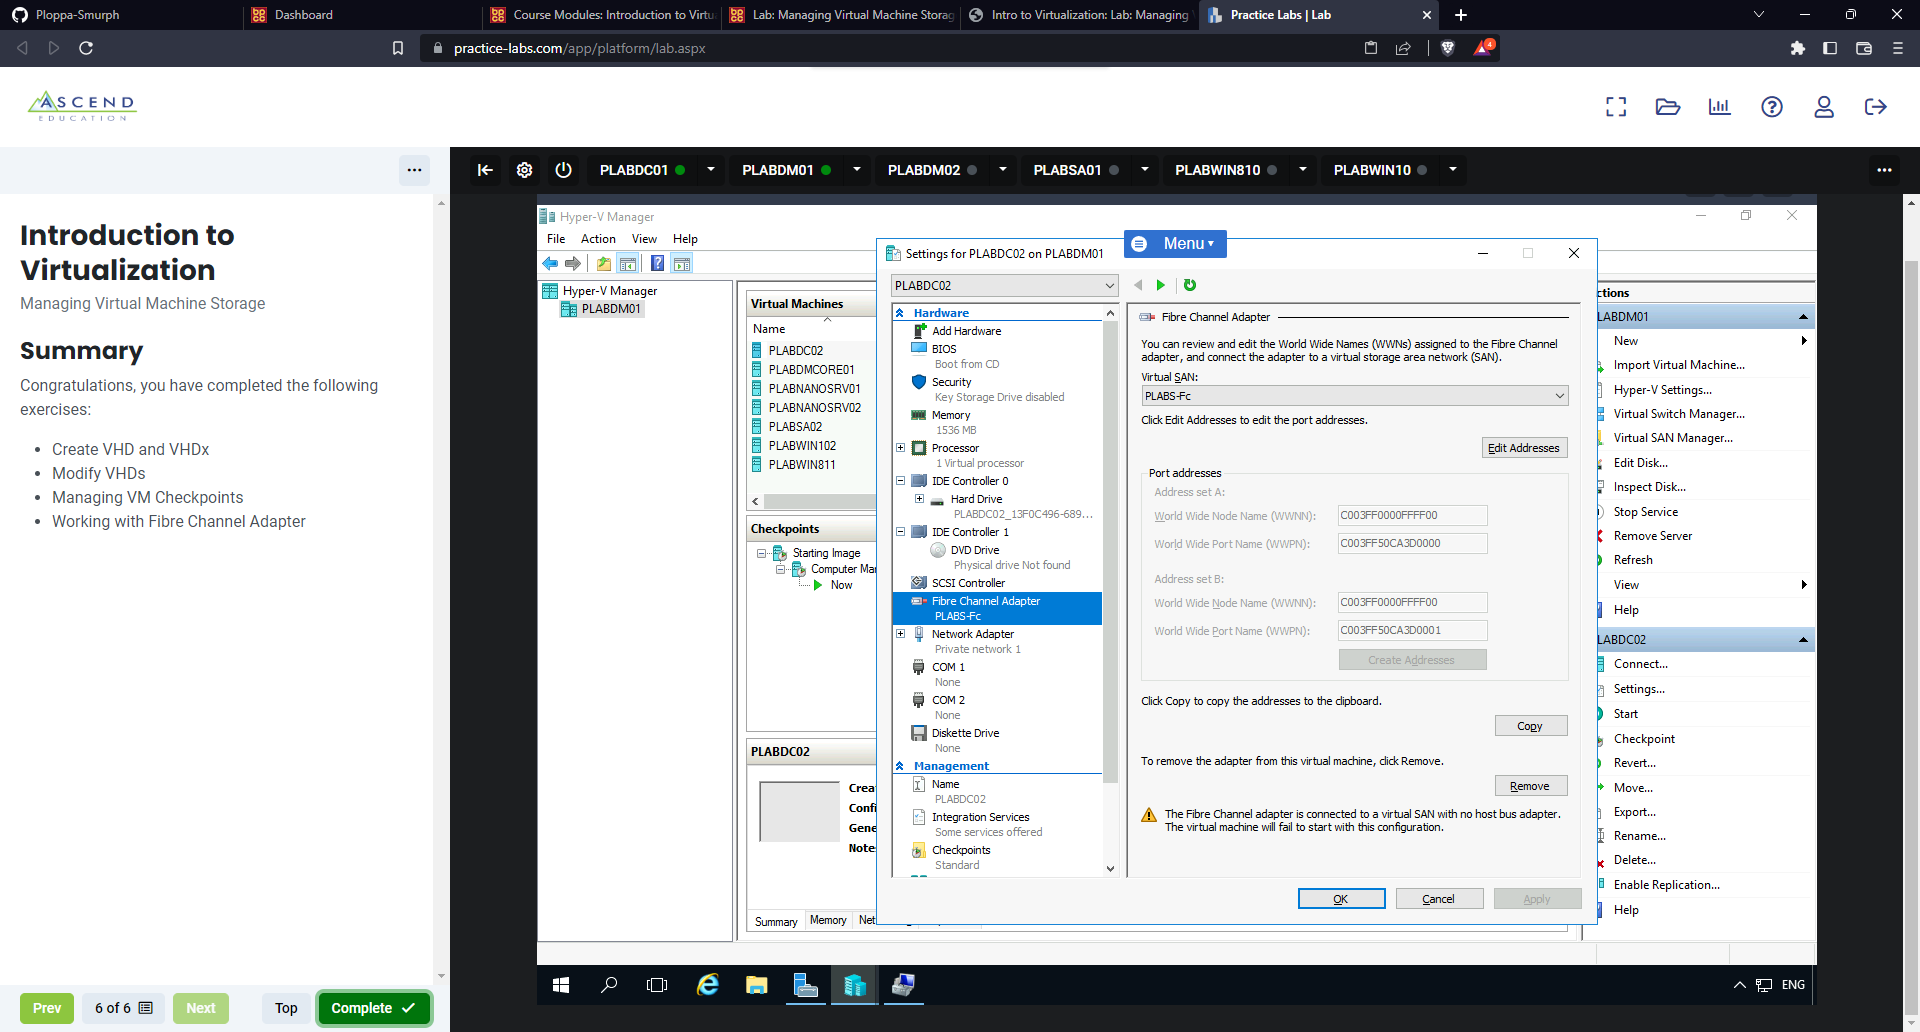 Ploppa-Smurph
Dashboard
Course Modules: Introduction to Virtu
Lab: Managing Virtual Machine Storag
Intro to Virtualization: Lab: Managing
Practice Labs | Lab
practice-labs.com/app/platform/lab.aspx
4
ASCEND
EDUCATION
PLABDC01
PLABDM01
PLABDM02
PLABSA01
PLABWIN810
PLABWIN10
Introduction to
Virtualization
Managing Virtual Machine Storage
Summary
Congratulations, you have completed the following
exercises:
Create VHD and VHDx
Modify VHDs
Managing VM Checkpoints
Working with Fibre Channel Adapter
Prev
6 of 6
Next
Top
Complete
Hyper-V Manager
File Action View Help
Hyper-V Manager
PLABDM01
Virtual Machines
Name
PLABDC02
PLABDMCORE01
PLABNANOSRV01
PLABNANOSRV02
PLABSA02
PLABWIN102
PLABWIN811
Checkpoints
Starting Image
Computer Mar
Now
PLABDC02
Crea
Confi
Gene
Note
Summary Memory Net
Menu
Settings for PLABDC02 on PLABDM01
PLABDC02
Hardware
Add Hardware
BIOS
Boot from CD
Security
Key Storage Drive disabled
Memory
1536 MB
Processor
1 Virtual processor
IDE Controller 0
Hard Drive
PLABDC02_13F0C496-689...
IDE Controller 1
DVD Drive
Physical drive Not found
SCSI Controller
Fibre Channel Adapter
PLABS-Fc
Network Adapter
Private network 1
COM 1
None
COM 2
None
Diskette Drive
None
Management
Name
PLABDC02
Integration Services
Some services offered
Checkpoints
Standard
Fibre Channel Adapter
You can review and edit the World Wide Names (WWNs) assigned to the Fibre Channel
adapter, and connect the adapter to a virtual storage area network (SAN).
Virtual SAN:
PLABS-Fc
Click Edit Addresses to edit the port addresses.
Edit Addresses
Port addresses
Address set A:
World Wide Node Name (WWNN): C003FF0000FFFF00
World Wide Port Name (WWPN): C003FF50CA3D0000
Address set B:
World Wide Node Name (WWNN): C003FF0000FFFF00
World Wide Port Name (WWPN): C003FF50CA3D0001
Create Addresses
Click Copy to copy the addresses to the clipboard.
Copy
To remove the adapter from this virtual machine, click Remove.
Remove
The Fibre Channel adapter is connected to a virtual SAN with no host bus adapter.
The virtual machine will fail to start with this configuration.
OK Cancel Apply
ctions
LABDM01
New
Import Virtual Machine...
Hyper-V Settings...
Virtual Switch Manager...
Virtual SAN Manager...
Edit Disk...
Inspect Disk...
Stop Service
Remove Server
Refresh
View
Help
LABDC02
Connect...
Settings...
Start
Checkpoint
Revert...
Move...
Export...
Rename...
Delete...
Enable Replication...
Help
ENG